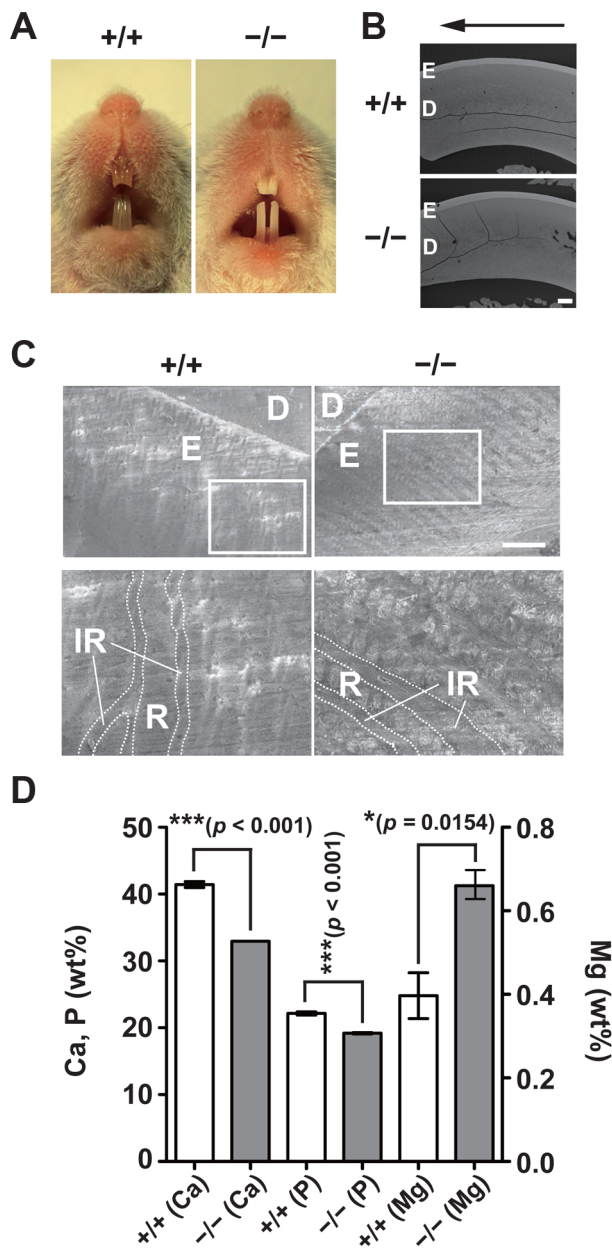 A
+/+
−/−
B
+/+
E
D
−/−
E
D
C
+/+
−/−
D
E
D
E
IR
R
R
IR
D
***(p < 0.001)
***(p < 0.001)
*(p = 0.0154)
Ca, P (wt%)
50
40
30
20
10
0
0.8
0.6
0.4
0.2
0.0
Mg (wt%)
+/+ (Ca)
−/− (Ca)
+/+ (P)
−/− (P)
+/+ (Mg)
−/− (Mg)